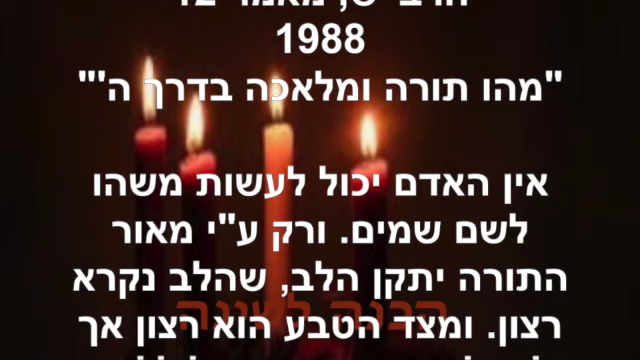 1988
"מהו תורה ומלאכה בדרך ה'"
אין האדם יכול לעשות משהו
לשם שמים. ורק ע"י מאור
התורה יתקן הלב, שהלב נקרא
רצון. ומצד הטבע הוא רצון אך